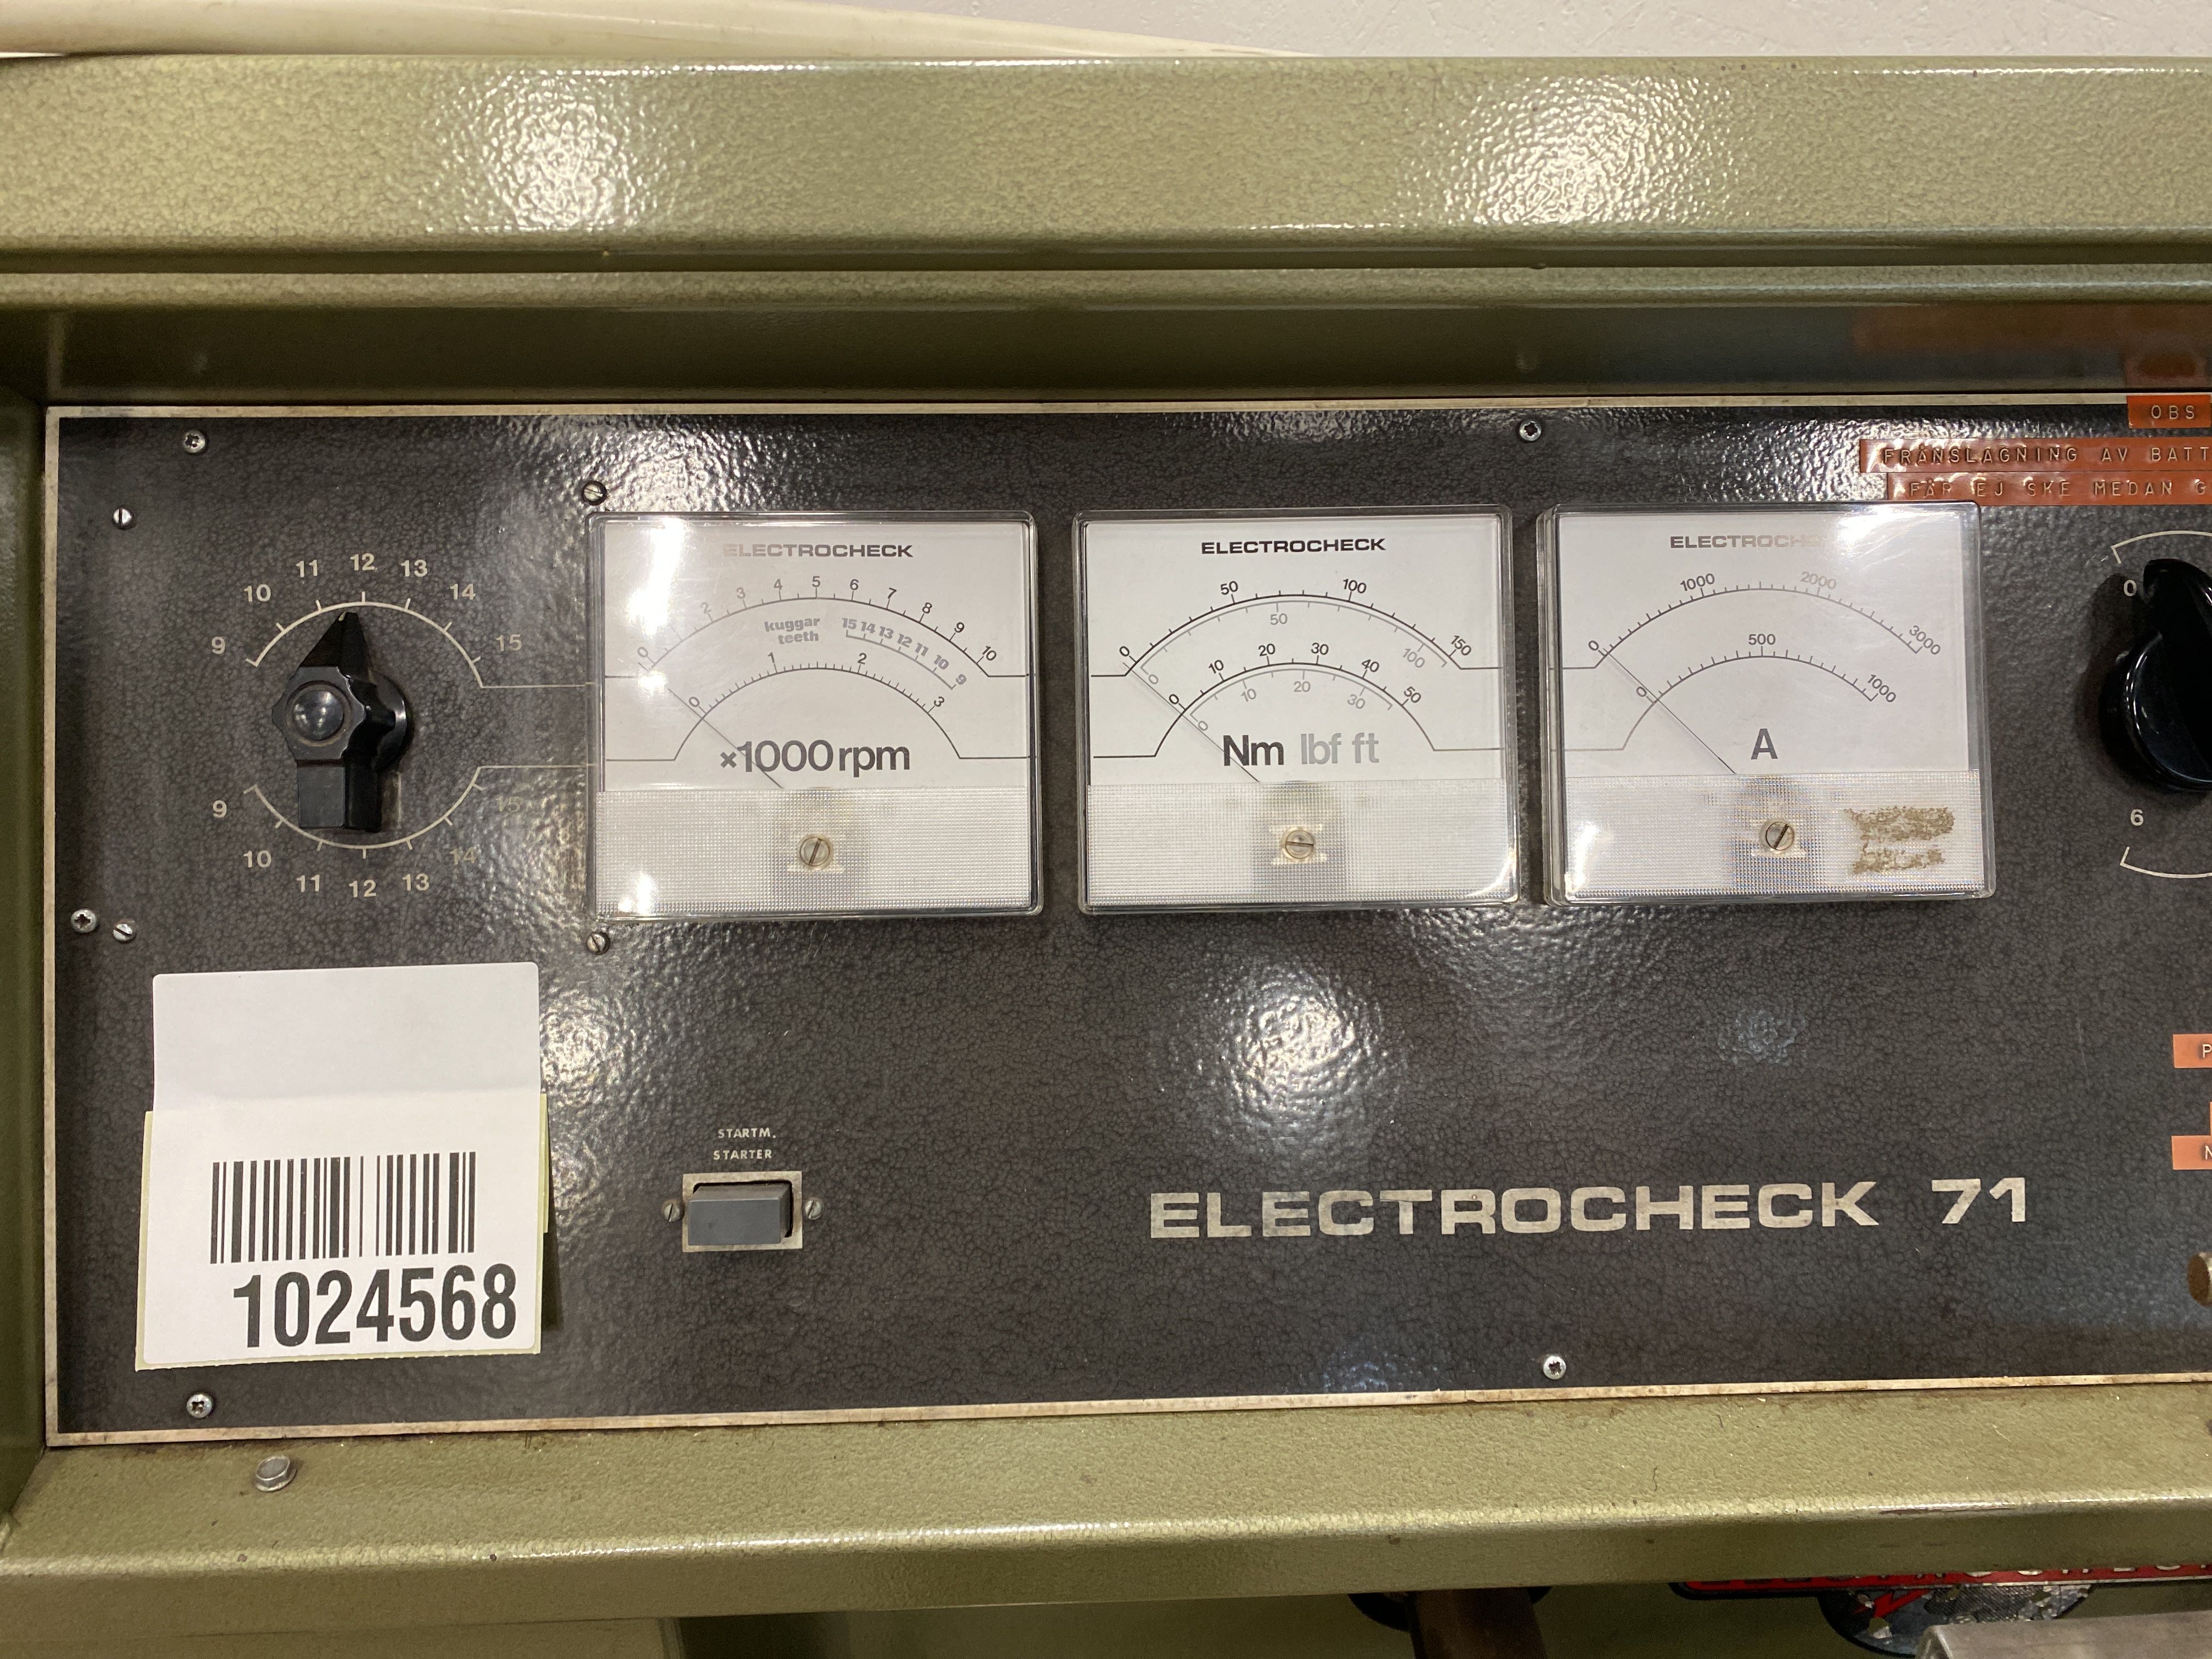 OBS
FRÅNSLAGNING AV BATT
FÅR EJ SKE MEDAN G
9 10 11 12 13 14 15
9 10 11 12 13 14 15
ELECTROCHECK
0 2 3 4 5 6 7 8 9 10
kuggar
teeth
15 14 13 12 11 10 9
0 1 2 3
×1000 rpm
ELECTROCHECK
0 50 100 150
0 50 100
0 10 20 30 40 50
0 10 20 30
Nm lbf ft
ELECTROCHECK
0 1000 2000 3000
0 500 1000
A
0
6
STARTM.
STARTER
ELECTROCHECK 71
1024568
P
N